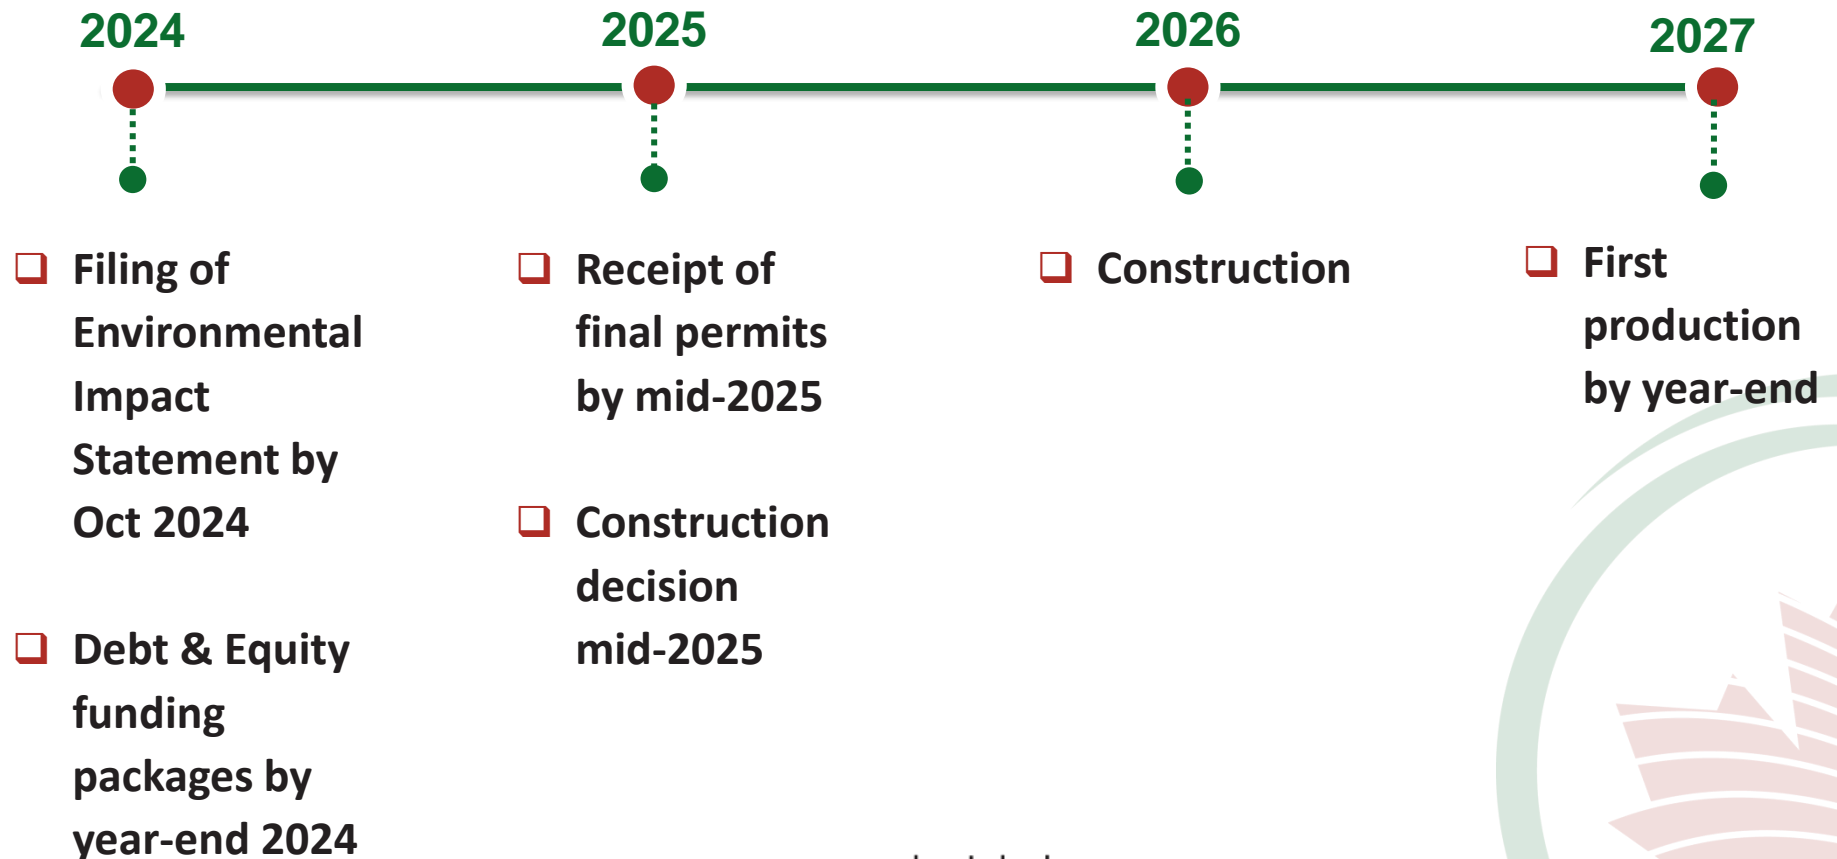 2024
2025
2026
2027
Filing of
Environmental
Impact
Statement by
Oct 2024
Debt & Equity
funding
packages by
year-end 2024
Receipt of
final permits
by mid-2025
Construction
decision
mid-2025
Construction
First
production
by year-end